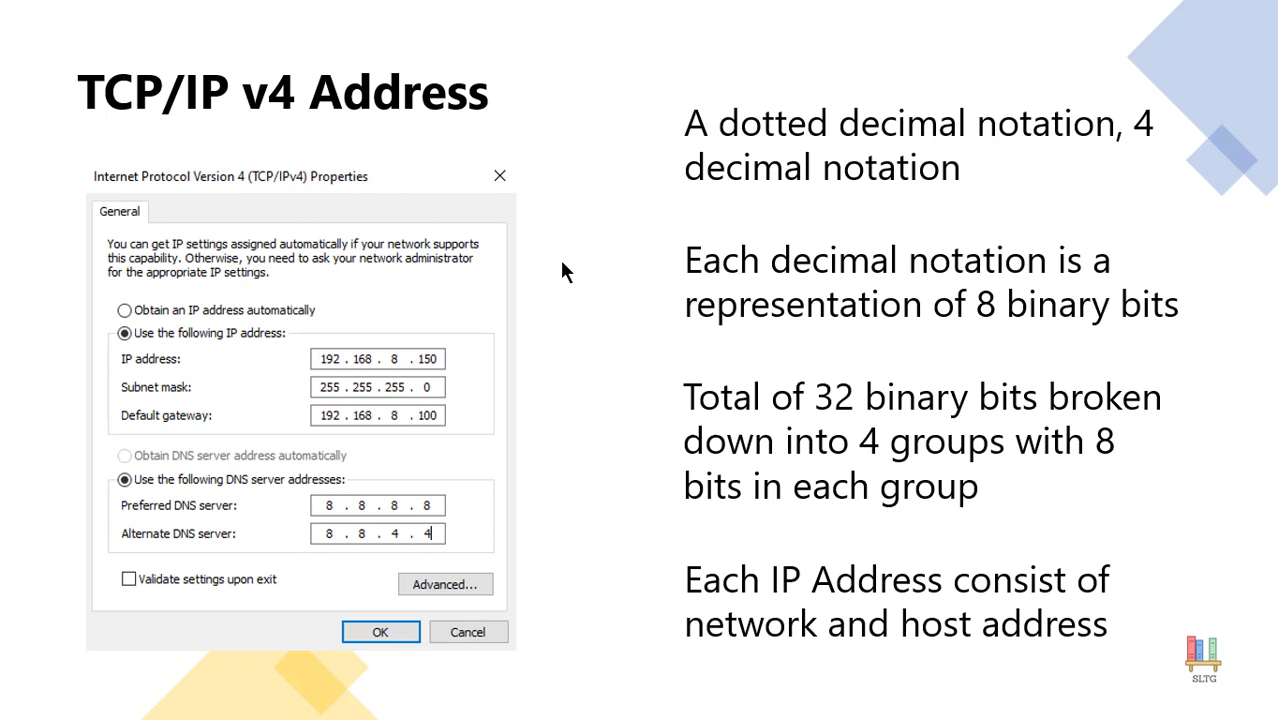 TCP/IP v4 Address
Internet Protocol Version 4 (TCP/IPv4) Properties
General
You can get IP settings assigned automatically if your network supports
this capability. Otherwise, you need to ask your network administrator
for the appropriate IP settings.
Obtain an IP address automatically
Use the following IP address:
IP address: 192 . 168 . 8 . 150
Subnet mask: 255 . 255 . 255 . 0
Default gateway: 192 . 168 . 8 . 100
Obtain DNS server address automatically
Use the following DNS server addresses:
Preferred DNS server: 8 . 8 . 8 . 8
Alternate DNS server: 8 . 8 . 4 . 4
Validate settings upon exit
Advanced...
OK Cancel
A dotted decimal notation, 4
decimal notation
Each decimal notation is a
representation of 8 binary bits
Total of 32 binary bits broken
down into 4 groups with 8
bits in each group
Each IP Address consist of
network and host address
SLTG